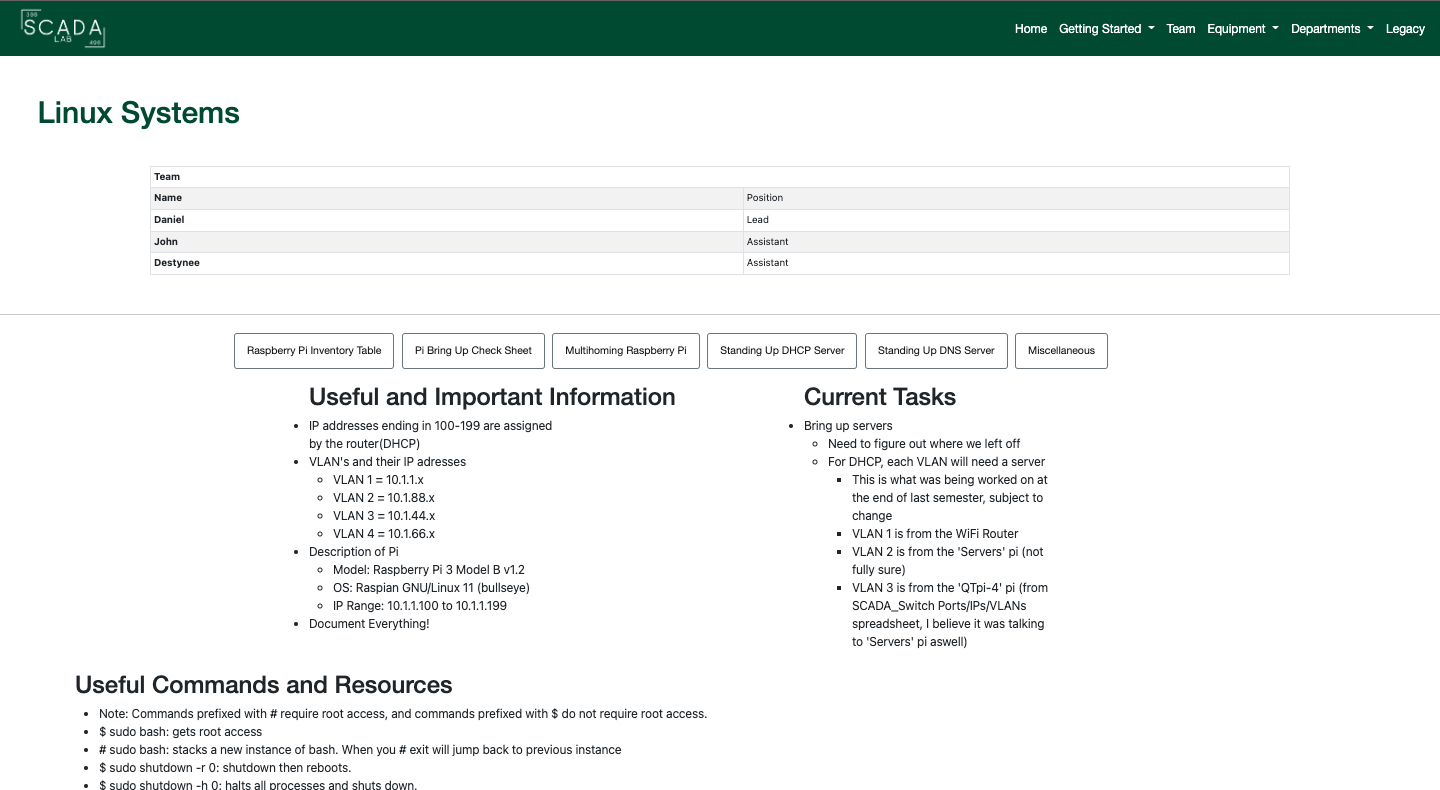 396
SCADA
LAB
496
Home Getting Started Team Equipment Departments Legacy
Linux Systems
Team
Name Position
Daniel Lead
John Assistant
Destynee Assistant
Raspberry Pi Inventory Table Pi Bring Up Check Sheet Multihoming Raspberry Pi Standing Up DHCP Server Standing Up DNS Server Miscellaneous
Useful and Important Information
IP addresses ending in 100-199 are assigned
by the router(DHCP)
VLAN's and their IP adresses
VLAN 1 = 10.1.1.x
VLAN 2 = 10.1.88.x
VLAN 3 = 10.1.44.x
VLAN 4 = 10.1.66.x
Description of Pi
Model: Raspberry Pi 3 Model B v1.2
OS: Raspian GNU/Linux 11 (bullseye)
IP Range: 10.1.1.100 to 10.1.1.199
Document Everything!
Current Tasks
Bring up servers
Need to figure out where we left off
For DHCP, each VLAN will need a server
This is what was being worked on at
the end of last semester, subject to
change
VLAN 1 is from the WiFi Router
VLAN 2 is from the 'Servers' pi (not
fully sure)
VLAN 3 is from the 'QTpi-4' pi (from
SCADA_Switch Ports/IPs/VLANs
spreadsheet, I believe it was talking
to 'Servers' pi aswell)
Useful Commands and Resources
Note: Commands prefixed with # require root access, and commands prefixed with $ do not require root access.
$ sudo bash: gets root access
# sudo bash: stacks a new instance of bash. When you # exit will jump back to previous instance
$ sudo shutdown -r 0: shutdown then reboots.
$ sudo shutdown -h 0: halts all processes and shuts down.